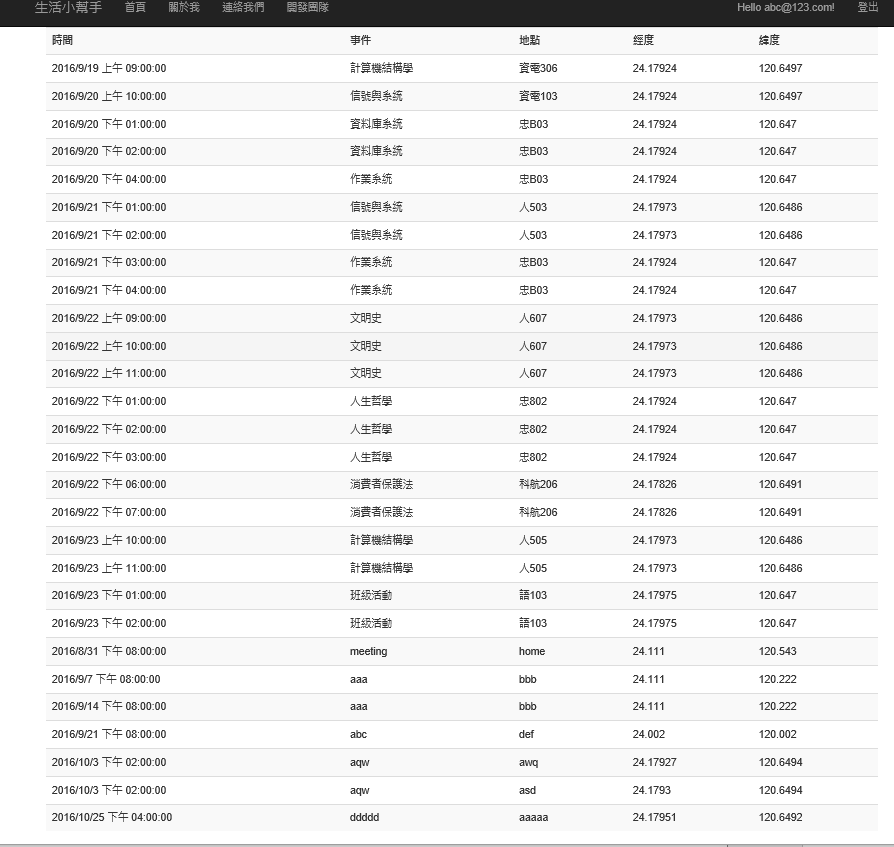 生活小幫手 首頁 關於我 連絡我們 開發團隊 Hello abc@123.com! 登出
時間 事件 地點 經度 緯度
2016/9/19 上午 09:00:00 計算機結構學 資電306 24.17924 120.6497
2016/9/20 上午 10:00:00 信號與系統 資電103 24.17924 120.6497
2016/9/20 下午 01:00:00 資料庫系統 忠B03 24.17924 120.647
2016/9/20 下午 02:00:00 資料庫系統 忠B03 24.17924 120.647
2016/9/20 下午 04:00:00 作業系統 忠B03 24.17924 120.647
2016/9/21 下午 01:00:00 信號與系統 人503 24.17973 120.6486
2016/9/21 下午 02:00:00 信號與系統 人503 24.17973 120.6486
2016/9/21 下午 03:00:00 作業系統 忠B03 24.17924 120.647
2016/9/21 下午 04:00:00 作業系統 忠B03 24.17924 120.647
2016/9/22 上午 09:00:00 文明史 人607 24.17973 120.6486
2016/9/22 上午 10:00:00 文明史 人607 24.17973 120.6486
2016/9/22 上午 11:00:00 文明史 人607 24.17973 120.6486
2016/9/22 下午 01:00:00 人生哲學 忠802 24.17924 120.647
2016/9/22 下午 02:00:00 人生哲學 忠802 24.17924 120.647
2016/9/22 下午 03:00:00 人生哲學 忠802 24.17924 120.647
2016/9/22 下午 06:00:00 消費者保護法 科航206 24.17826 120.6491
2016/9/22 下午 07:00:00 消費者保護法 科航206 24.17826 120.6491
2016/9/23 上午 10:00:00 計算機結構學 人505 24.17973 120.6486
2016/9/23 上午 11:00:00 計算機結構學 人505 24.17973 120.6486
2016/9/23 下午 01:00:00 班級活動 語103 24.17975 120.647
2016/9/23 下午 02:00:00 班級活動 語103 24.17975 120.647
2016/8/31 下午 08:00:00 meeting home 24.111 120.543
2016/9/7 下午 08:00:00 aaa bbb 24.111 120.222
2016/9/14 下午 08:00:00 aaa bbb 24.111 120.222
2016/9/21 下午 08:00:00 abc def 24.002 120.002
2016/10/3 下午 02:00:00 aqw awq 24.17927 120.6494
2016/10/3 下午 02:00:00 aqw asd 24.1793 120.6494
2016/10/25 下午 04:00:00 ddddd aaaaa 24.17951 120.6492